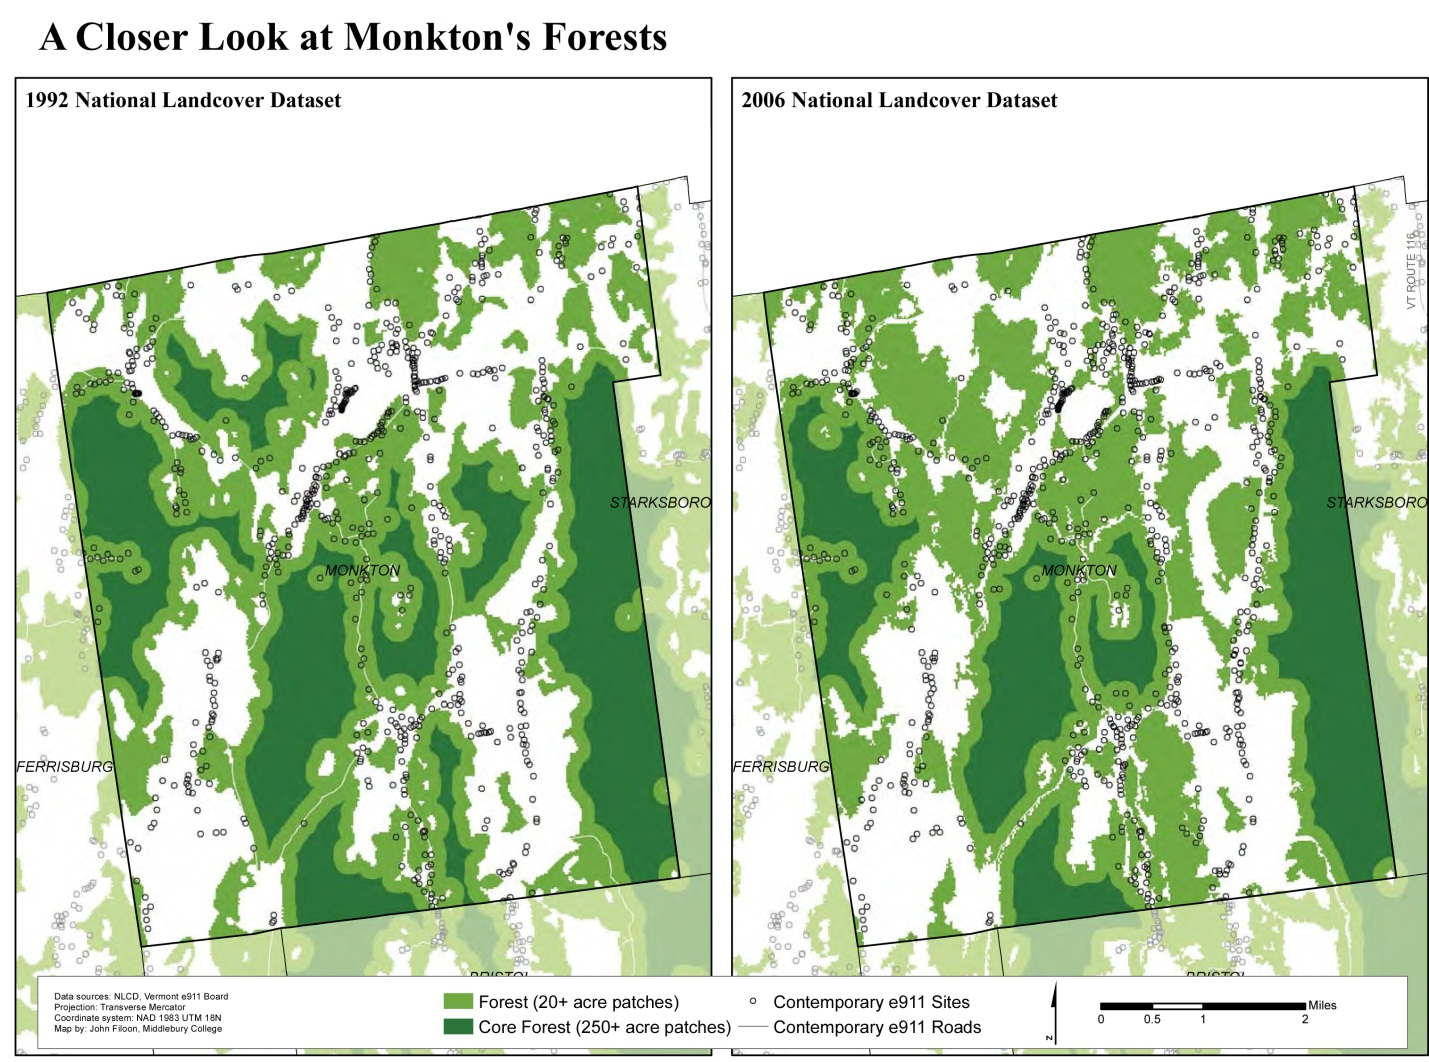 A Closer Look at Monkton's Forests
1992 National Landcover Dataset
2006 National Landcover Dataset
VT ROUTE 116
STARKSBORO
STARKSBORO
MONKTON
MONKTON
FERRISBURG
FERRISBURG
BRISTOL
BRISTOL
Data sources: NLCD, Vermont e911 Board
Projection: Transverse Mercator
Coordinate system: NAD 1983 UTM 18N
Map by: John Filoon, Middlebury College
Forest (20+ acre patches)
Core Forest (250+ acre patches)
Contemporary e911 Sites
Contemporary e911 Roads
N
Miles
0 0.5 1 2